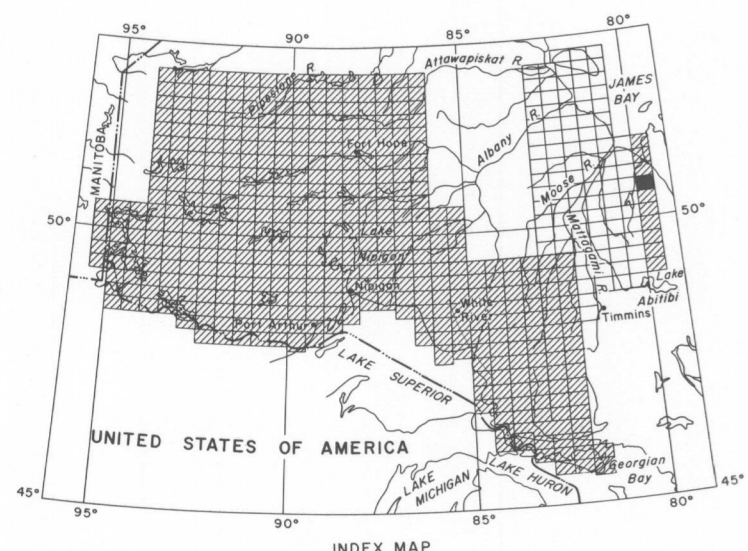 95°
90°
85°
80°
Attawapiskat R.
JAMES
BAY
Pipestone R.
MANITOBA
Albany R.
Fort Hope
Moose R.
50°
50°
Mattagami R.
Lake
Nipigon
Nipigon
Lake
Abitibi
White
River
Timmins
Port Arthur
LAKE SUPERIOR
UNITED STATES OF AMERICA
LAKE
MICHIGAN
LAKE HURON
Georgian
Bay
45°
45°
95°
90°
85°
80°
INDEX MAP